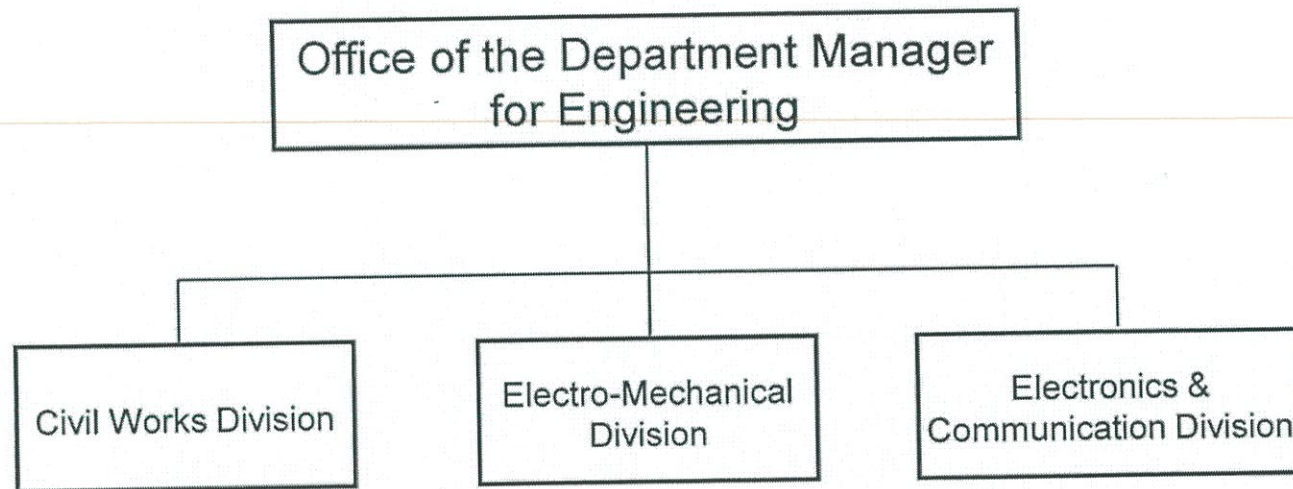 Office of the Department Manager
for Engineering
Civil Works Division
Electro-Mechanical
Division
Electronics &
Communication Division